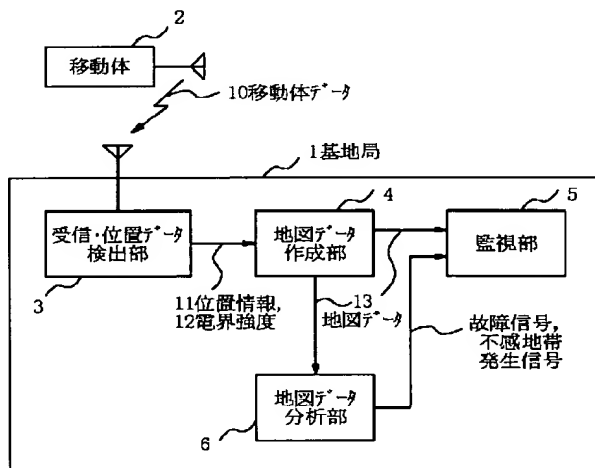 2
移動体
10移動体データ
1基地局
4
5
受信・位置データ
検出部
地図データ
作成部
監視部
3
11位置情報,
12電界強度
13
地図データ
故障信号,
不感地帯
発生信号
地図データ
分析部
6